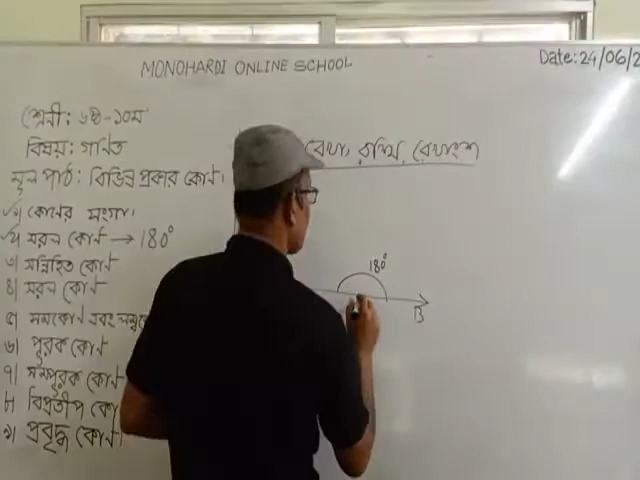 MONOHARDI ONLINE SCHOOL
Date: 24/06/2
শ্রেনী: ৬ষ্ঠ-১০ম
বিষয়: গণিত
রেখা, রশ্মি, রেখাংশ
মূল পাঠ: বিভিন্ন প্রকার কোণ।
১) কোণের সংগা।
২) সরল কোণ → 180°
৩) সন্নিহিত কোণ
৪) সরল কোণ
৫) সমকোণ এবং লম্ব
৬) পূরক কোণ
৭) সম্পূরক কোণ
৮) বিপ্রতীপ কো
৯) প্রবৃদ্ধ কোণ।
180°
B